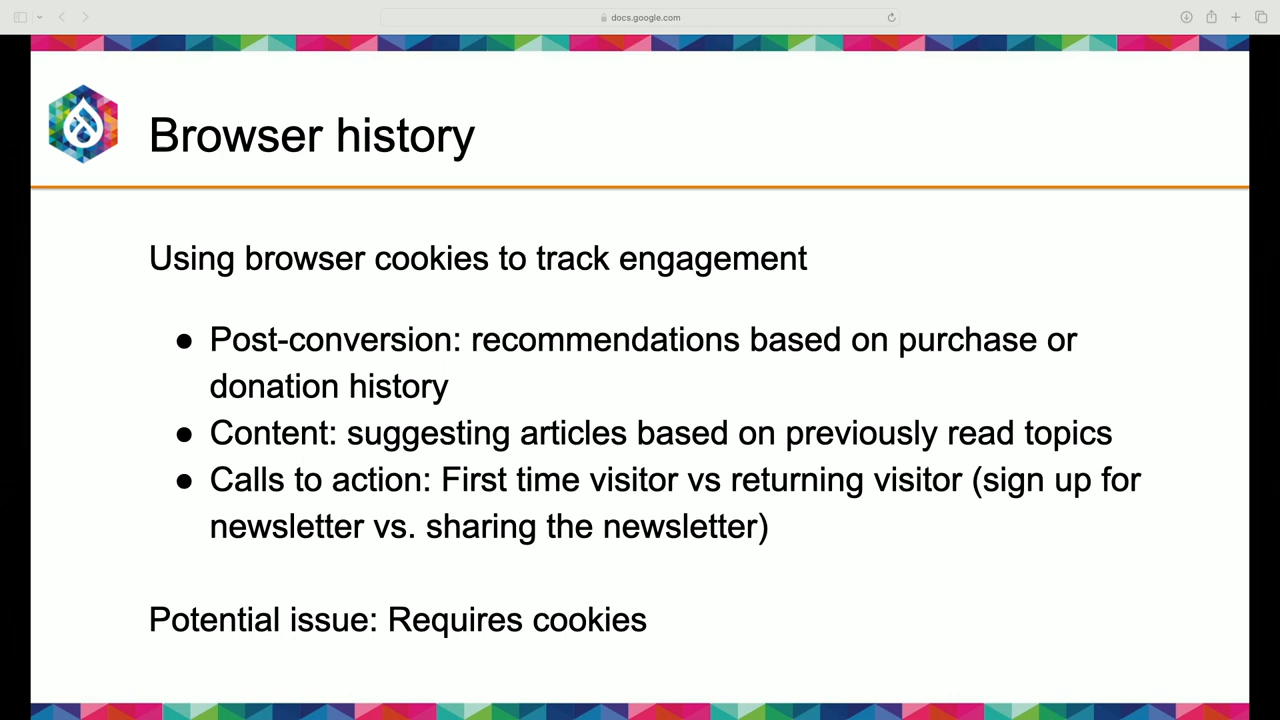 docs.google.com
Browser history
Using browser cookies to track engagement
● Post-conversion: recommendations based on purchase or
donation history
● Content: suggesting articles based on previously read topics
● Calls to action: First time visitor vs returning visitor (sign up for
newsletter vs. sharing the newsletter)
Potential issue: Requires cookies